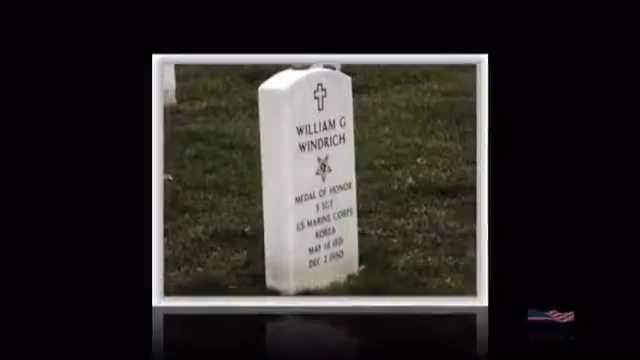 WILLIAM G
WINDRICH
MEDAL OF HONOR
S SGT
US MARINE CORPS
KOREA
MAY 14 1921
DEC 2 1950